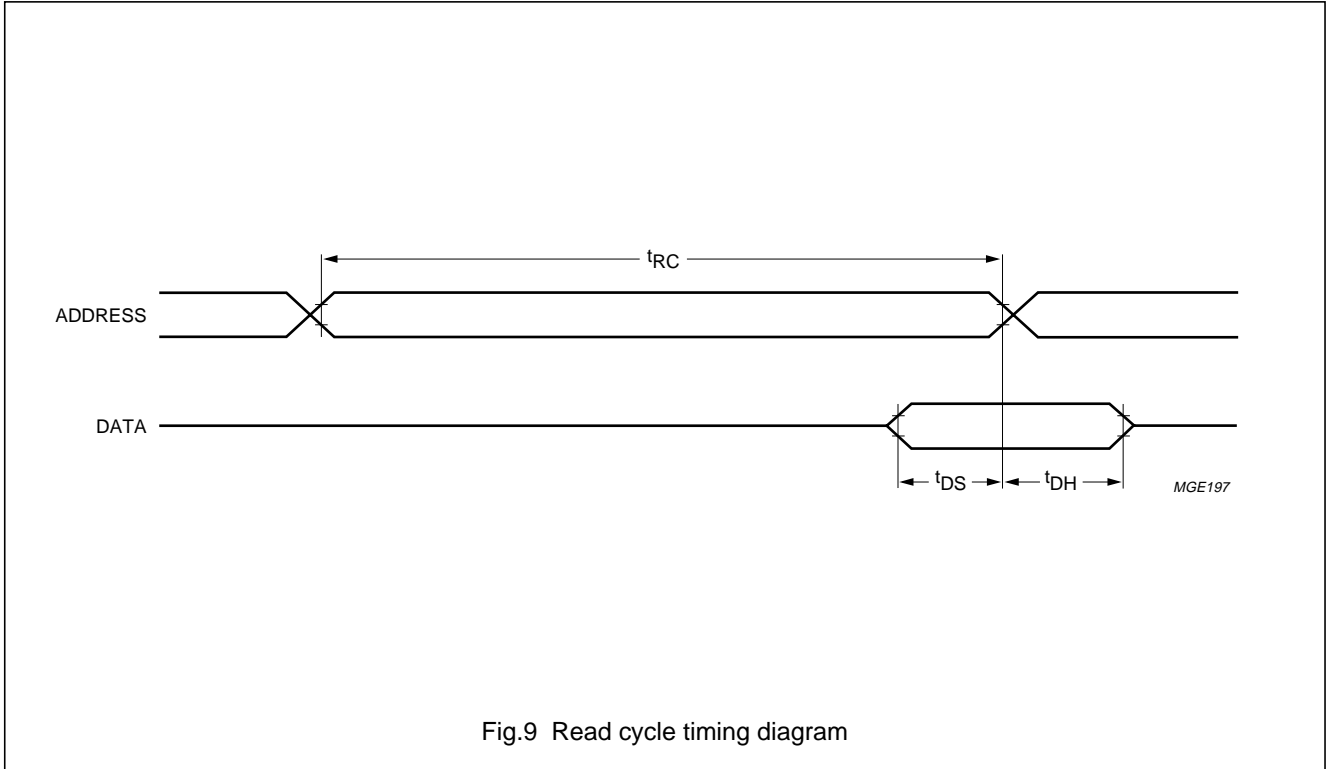 tRC
ADDRESS
DATA
tDS
tDH
MGE197
Fig.9 Read cycle timing diagram